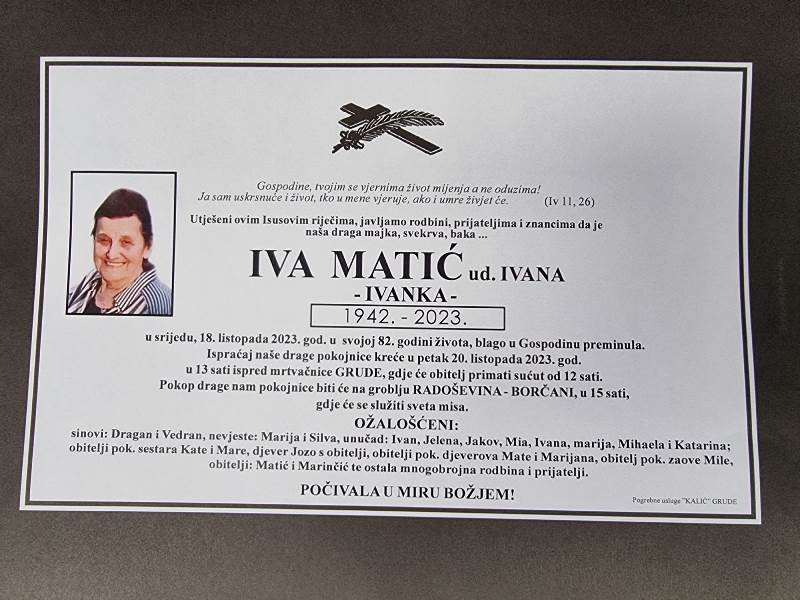 Gospodine, tvojim se vjernima život mijenja a ne oduzima!
Ja sam uskrsnuće i život, tko u mene vjeruje, ako i umre živjet će. (Iv 11, 26)
Utješeni ovim Isusovim riječima, javljamo rodbini, prijateljima i znancima da je
naša draga majka, svekrva, baka ...
IVA MATIĆ ud. IVANA
- IVANKA -
1942. - 2023.
u srijedu, 18. listopada 2023. god. u svojoj 82. godini života, blago u Gospodinu preminula.
Ispraćaj naše drage pokojnice kreće u petak 20. listopada 2023. god.
u 13 sati ispred mrtvačnice GRUDE, gdje će obitelj primati sućut od 12 sati.
Pokop drage nam pokojnice biti će na groblju RADOŠEVINA - BORČANI, u 15 sati,
gdje će se služiti sveta misa.
OŽALOŠĆENI:
sinovi: Dragan i Vedran, nevjeste: Marija i Silva, unučad: Ivan, Jelena, Jakov, Mia, Ivana, marija, Mihaela i Katarina;
obitelji pok. sestara Kate i Mare, djever Jozo s obitelji, obitelji pok. djeverova Mate i Marijana, obitelj pok. zaove Mile,
obitelji: Matić i Marinčić te ostala mnogobrojna rodbina i prijatelji.
POČIVALA U MIRU BOŽJEM!
Pogrebne usluge "KALIĆ" GRUDE